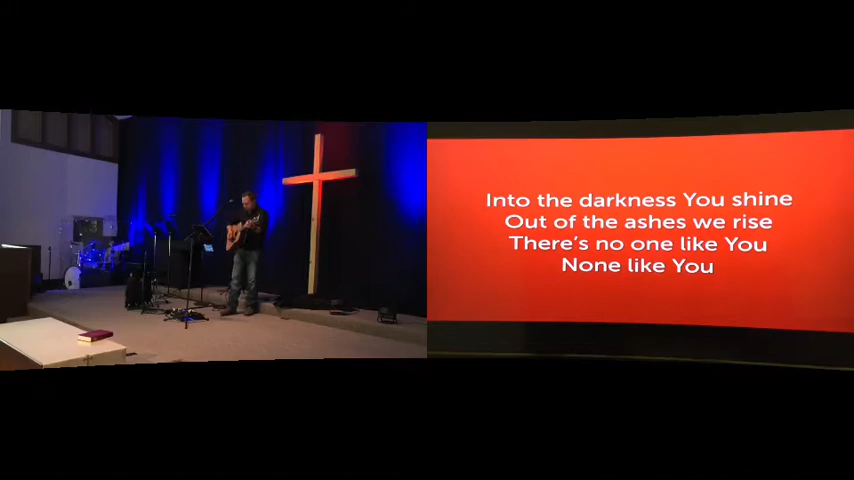 Into the darkness You shine
Out of the ashes we rise
There's no one like You
None like You